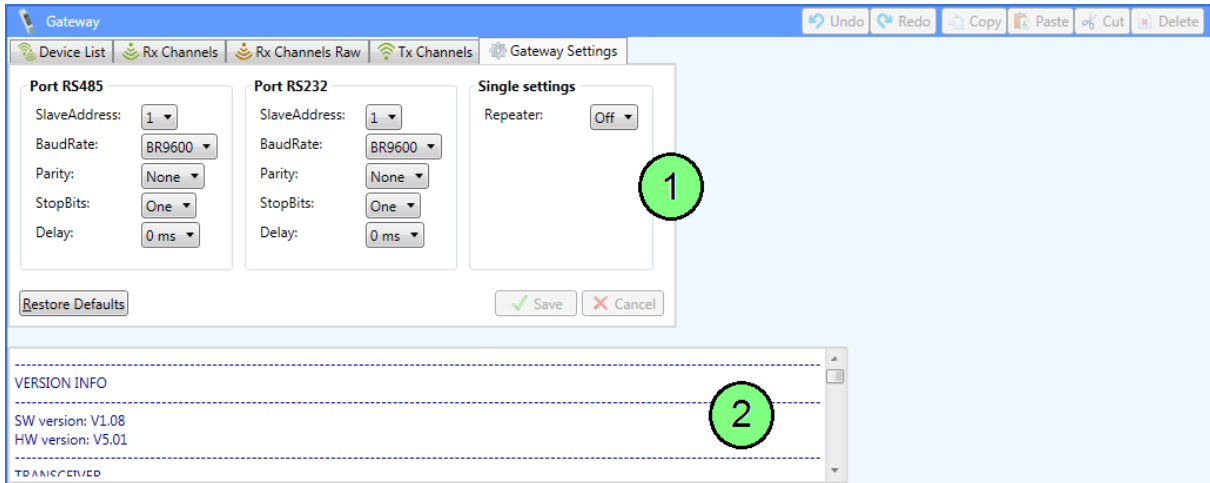 Gateway
Undo Redo Copy Paste Cut Delete
Device List Rx Channels Rx Channels Raw Tx Channels Gateway Settings
Port RS485
SlaveAddress: 1
BaudRate: BR9600
Parity: None
StopBits: One
Delay: 0 ms
Port RS232
SlaveAddress: 1
BaudRate: BR9600
Parity: None
StopBits: One
Delay: 0 ms
Single settings
Repeater: Off
1
Restore Defaults
Save Cancel
VERSION INFO
SW version: V1.08
HW version: V5.01
TRANSCEIVER
2